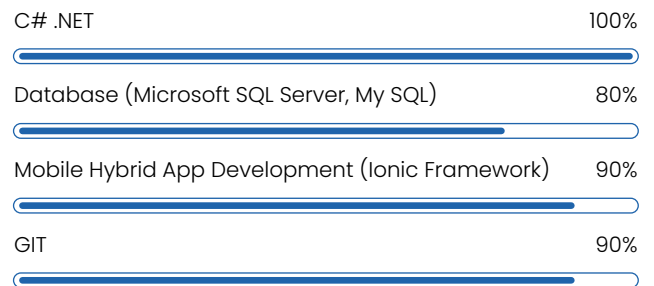 C# .NET 100%
Database (Microsoft SQL Server, My SQL) 80%
Mobile Hybrid App Development (Ionic Framework) 90%
GIT 90%